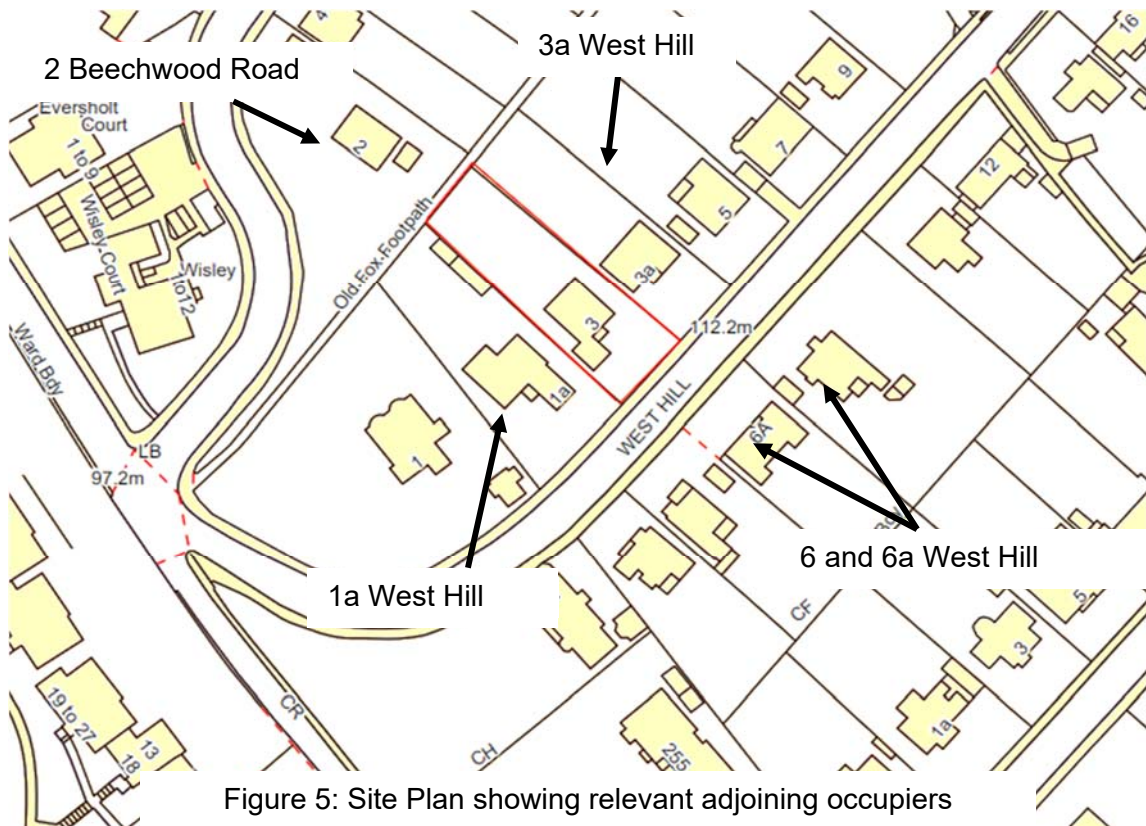 4
3a West Hill
16
2 Beechwood Road
9
Eversholt
Court
1 to 9
2
7
12
Wisley Court
Wisley
1 to 12
Old Fox Footpath
5
3a
3
112.2m
Ward Bdy
1a
WEST HILL
6A
1
LB
97.2m
6 and 6a West Hill
1a West Hill
CF
5
3
1a
CR
19 to 27
13
18
CH
255
Figure 5: Site Plan showing relevant adjoining occupiers